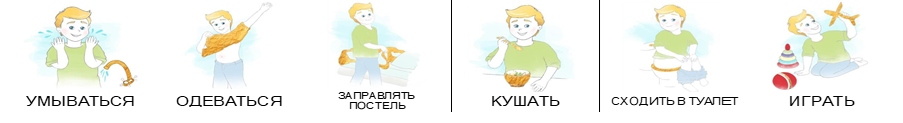 УМЫВАТЬСЯ
ОДЕВАТЬСЯ
ЗАПРАВЛЯТЬ
ПОСТЕЛЬ
КУШАТЬ
СХОДИТЬ В ТУАЛЕТ
ИГРАТЬ